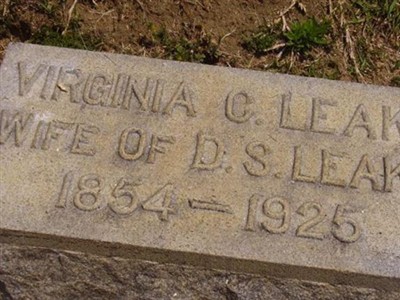 VIRGINIA C. LEAK
WIFE OF D. S. LEAK
1854 - 1925